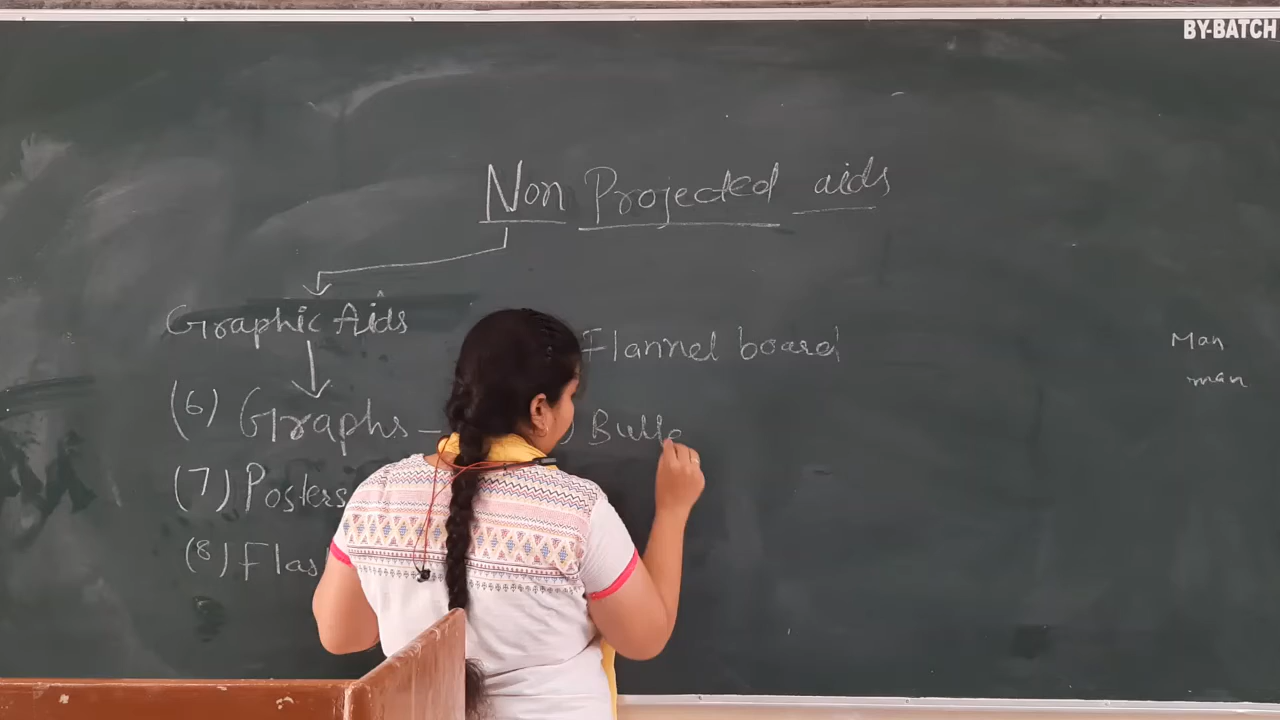 BY-BATCH
Non Projected aids
Graphic Aids
Flannel board
(6) Graphs -
) Bulle
(7) Posters
(8) Flas
Man
man